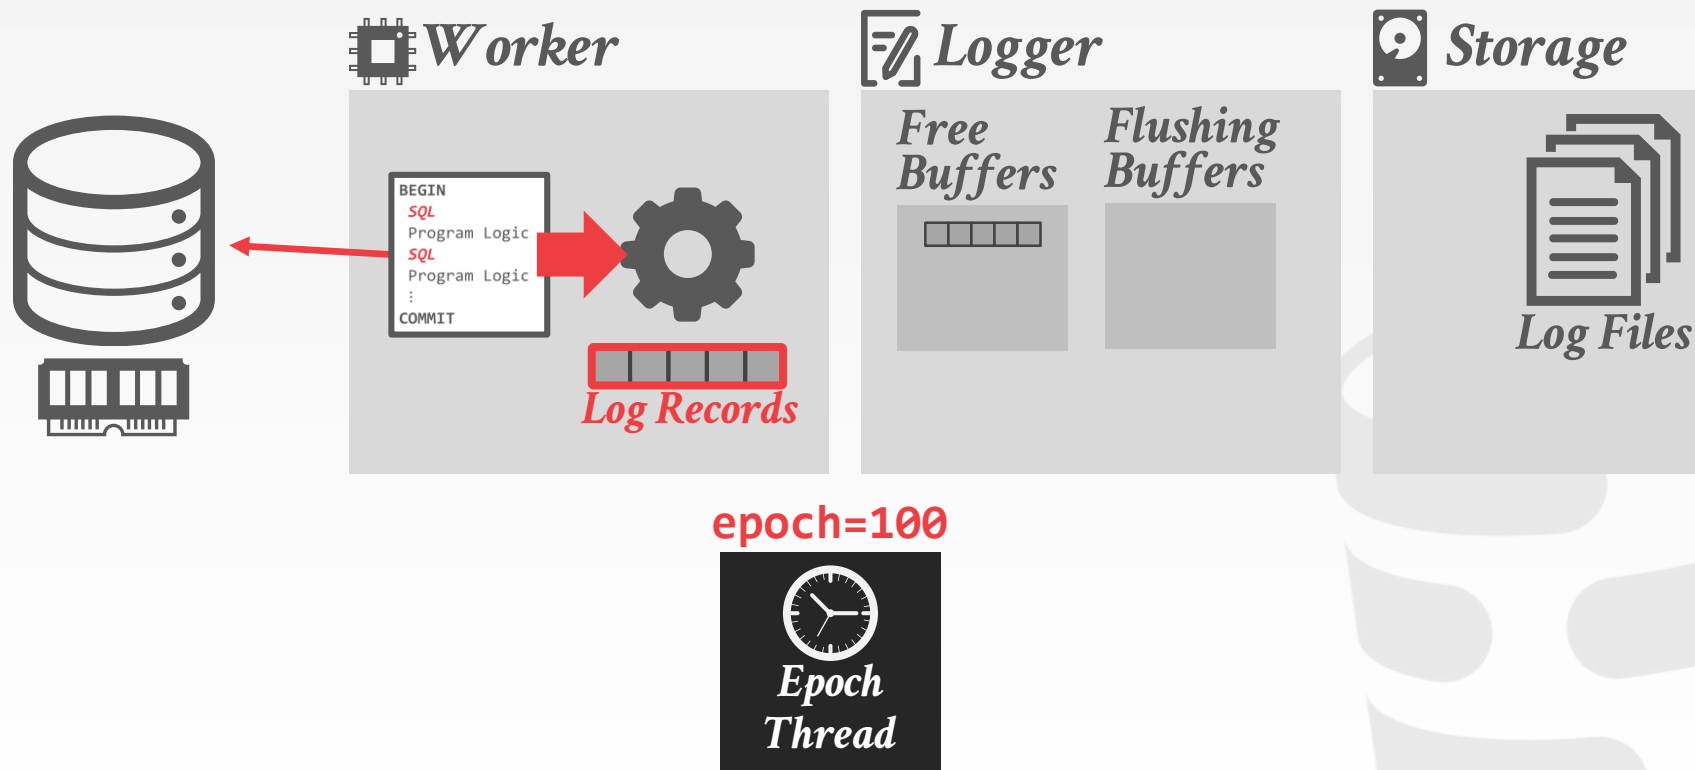 Worker
BEGIN
SQL
Program Logic
SQL
Program Logic
⋮
COMMIT
Log Records
Logger
Free
Buffers
Flushing
Buffers
Storage
Log Files
epoch=100
Epoch
Thread